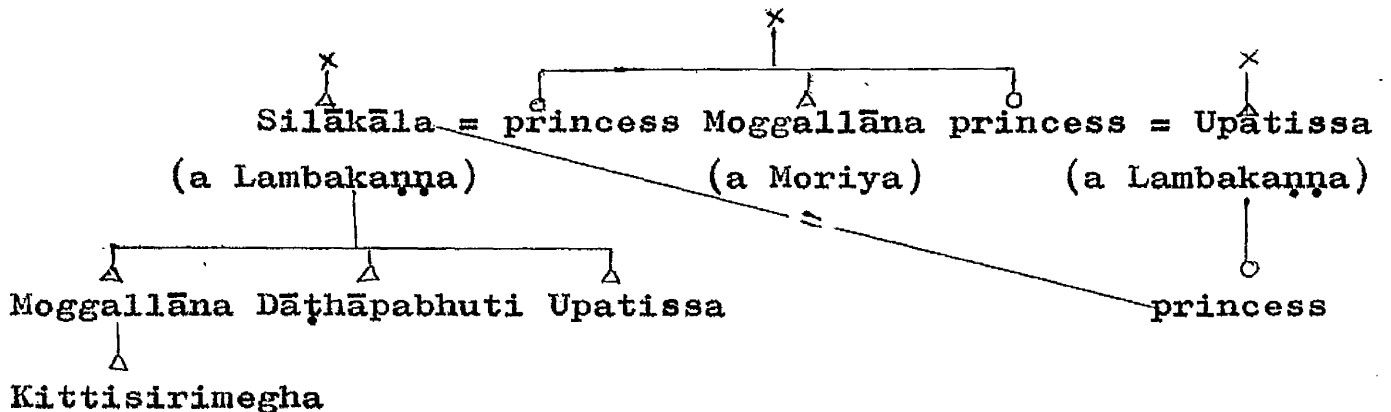 Silākāla = princess Moggallāna princess = Upatissa
(a Lambakaṇṇa) (a Moriya) (a Lambakaṇṇa)
=
Moggallāna Dāṭhāpabhuti Upatissa princess
Kittisirimegha